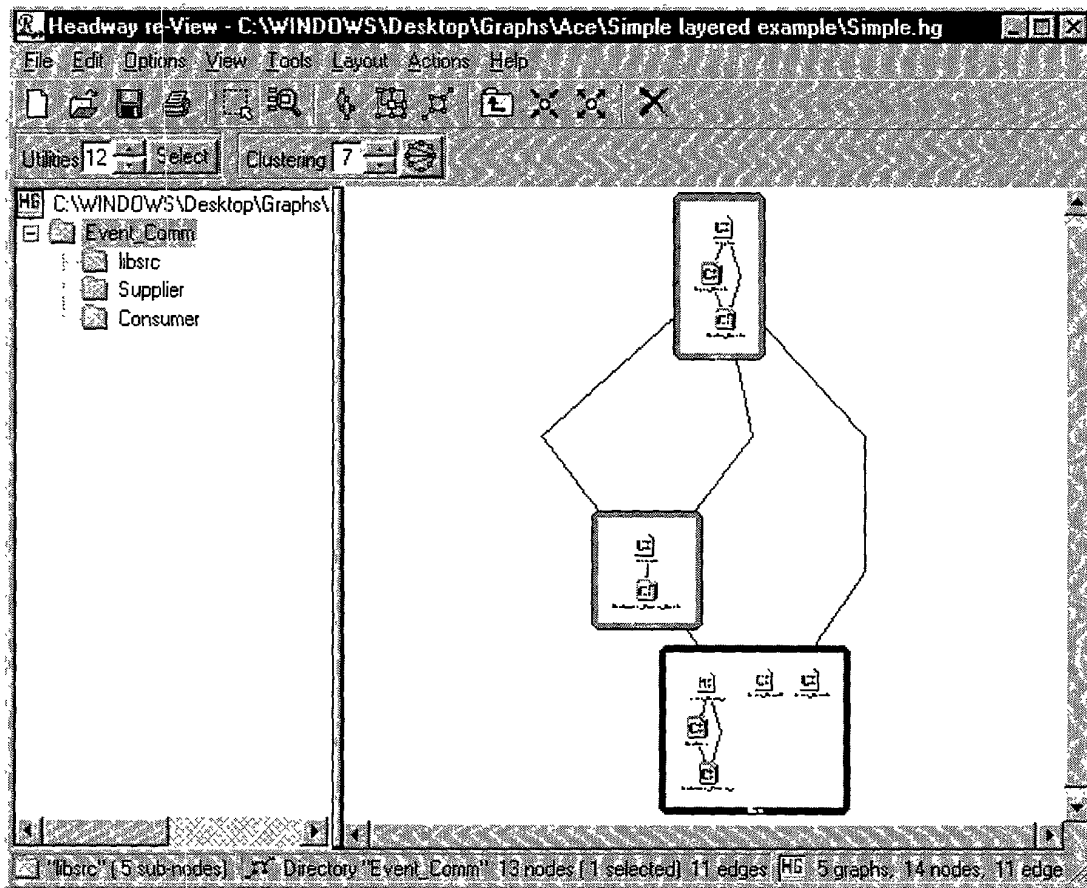 Headway re-View - C:\WINDOWS\Desktop\Graphs\Ace\Simple layered example\Simple.hg
File Edit Options View Tools Layout Actions Help
Utilities 12 Select Clustering 7
HG C:\WINDOWS\Desktop\Graphs\
Event_Comm
libsrc
Supplier
Consumer
"libsrc" ( 5 sub-nodes) Directory "Event_Comm" 13 nodes ( 1 selected) 11 edges HG 5 graphs, 14 nodes, 11 edge